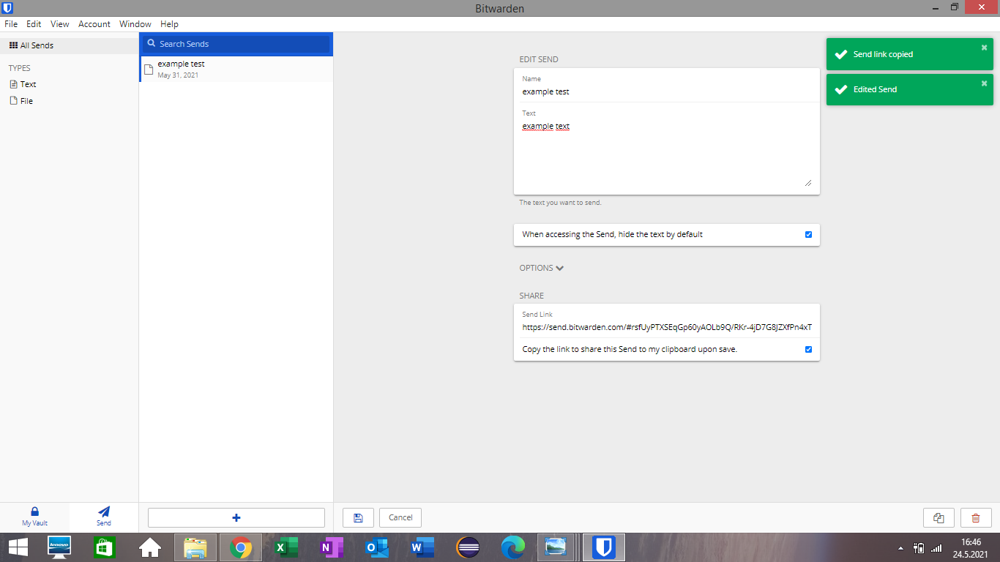 Bitwarden
File Edit View Account Window Help
All Sends
TYPES
Text
File
Search Sends
example test
May 31, 2021
EDIT SEND
Name
example test
Text
example text
The text you want to send.
When accessing the Send, hide the text by default
OPTIONS
SHARE
Send Link
https://send.bitwarden.com/#rsfUyPTXSEqGp60yAOLb9Q/RKr-4jD7G8JZXfPn4xT
Copy the link to share this Send to my clipboard upon save.
Send link copied
Edited Send
My Vault
Send
+
Cancel
lenovo
16:46
24.5.2021